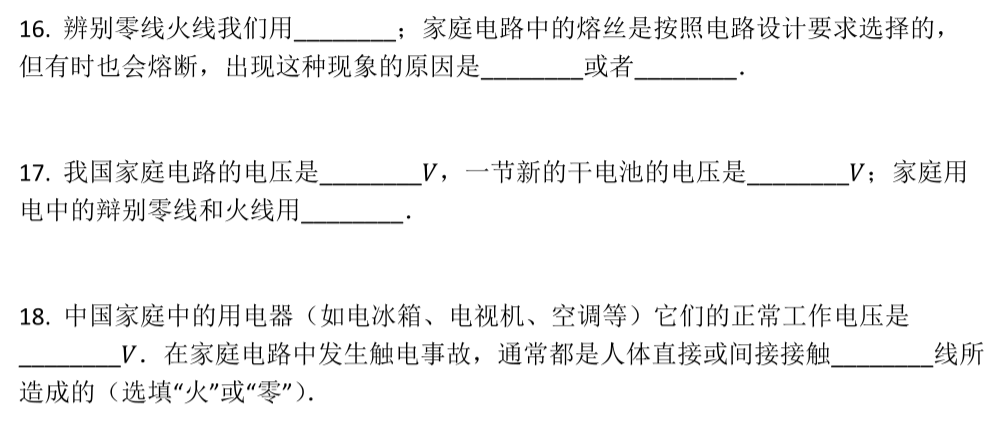 16. 辨别零线火线我们用________；家庭电路中的熔丝是按照电路设计要求选择的，
但有时也会熔断，出现这种现象的原因是________或者________．
17. 我国家庭电路的电压是________V，一节新的干电池的电压是________V；家庭用
电中的辩别零线和火线用________．
18. 中国家庭中的用电器（如电冰箱、电视机、空调等）它们的正常工作电压是
________V．在家庭电路中发生触电事故，通常都是人体直接或间接接触________线所
造成的（选填“火”或“零”）．